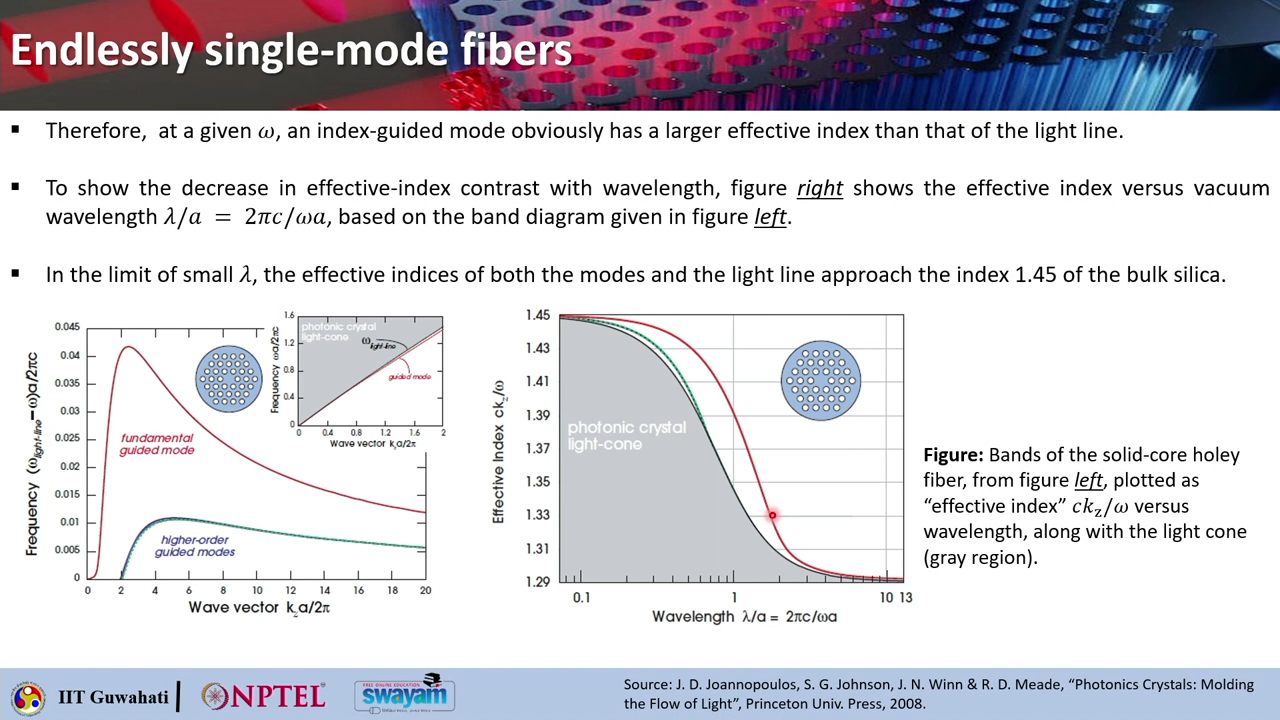 Endlessly single-mode fibers
▪ Therefore, at a given ω, an index-guided mode obviously has a larger effective index than that of the light line.
▪ To show the decrease in effective-index contrast with wavelength, figure right shows the effective index versus vacuum
wavelength λ/a = 2πc/ωa, based on the band diagram given in figure left.
▪ In the limit of small λ, the effective indices of both the modes and the light line approach the index 1.45 of the bulk silica.
Frequency (ω light-line − ω)a/2πc
0.045
0.04
0.035
0.03
0.025
0.02
0.015
0.01
0.005
0
fundamental
guided mode
higher-order
guided modes
0 2 4 6 8 10 12 14 16 18 20
Wave vector kza/2π
Frequency ωa/2πc
1.6
1.2
0.8
0.4
0
photonic crystal
light-cone
ω light-line
guided mode
0 0.4 0.8 1.2 1.6 2
Wave vector kza/2π
Effective Index ckz/ω
1.45
1.43
1.41
1.39
1.37
1.35
1.33
1.31
1.29
photonic crystal
light-cone
0.1 1 10 13
Wavelength λ/a = 2πc/ωa
Figure: Bands of the solid-core holey
fiber, from figure left, plotted as
“effective index” ckz/ω versus
wavelength, along with the light cone
(gray region).
IIT Guwahati
NPTEL
FREE ONLINE EDUCATION
swayam
Source: J. D. Joannopoulos, S. G. Johnson, J. N. Winn & R. D. Meade, “Photonics Crystals: Molding
the Flow of Light”, Princeton Univ. Press, 2008.